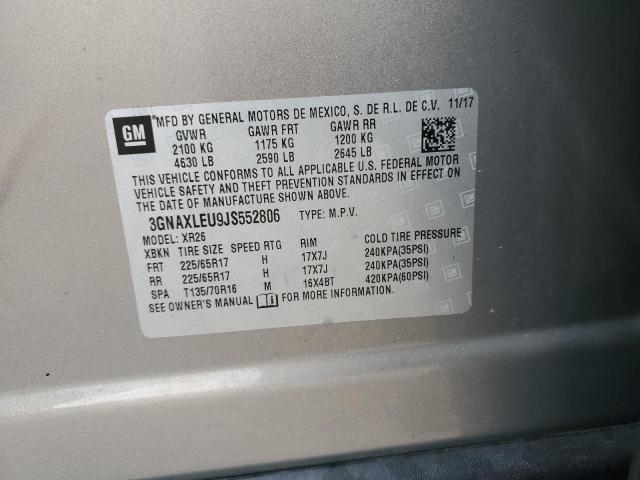 MFD BY GENERAL MOTORS DE MEXICO, S. DE R.L. DE C.V. 11/17
GM
GVWR GAWR FRT GAWR RR
2100 KG 1175 KG 1200 KG
4630 LB 2590 LB 2645 LB
THIS VEHICLE CONFORMS TO ALL APPLICABLE U.S. FEDERAL MOTOR
VEHICLE SAFETY AND THEFT PREVENTION STANDARDS IN EFFECT ON
THE DATE OF MANUFACTURE SHOWN ABOVE.
3GNAXLEU9JS552806 TYPE: M.P.V.
MODEL: XR26
XBKN TIRE SIZE SPEED RTG RIM COLD TIRE PRESSURE
FRT 225/65R17 H 17X7J 240KPA(35PSI)
RR 225/65R17 H 17X7J 240KPA(35PSI)
SPA T135/70R16 M 16X4BT 420KPA(60PSI)
SEE OWNER'S MANUAL FOR MORE INFORMATION.